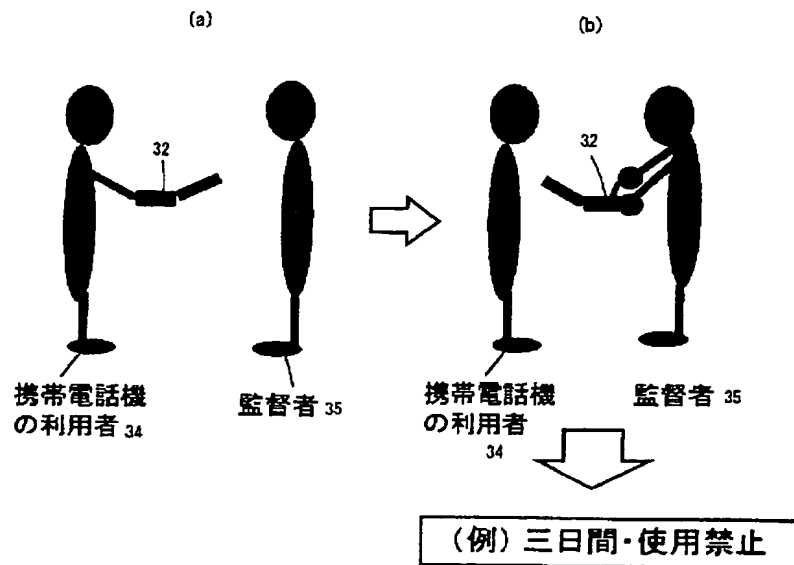 (a)
(b)
32
32
携帯電話機
の利用者 34
監督者 35
携帯電話機
の利用者
34
監督者 35
(例) 三日間・使用禁止